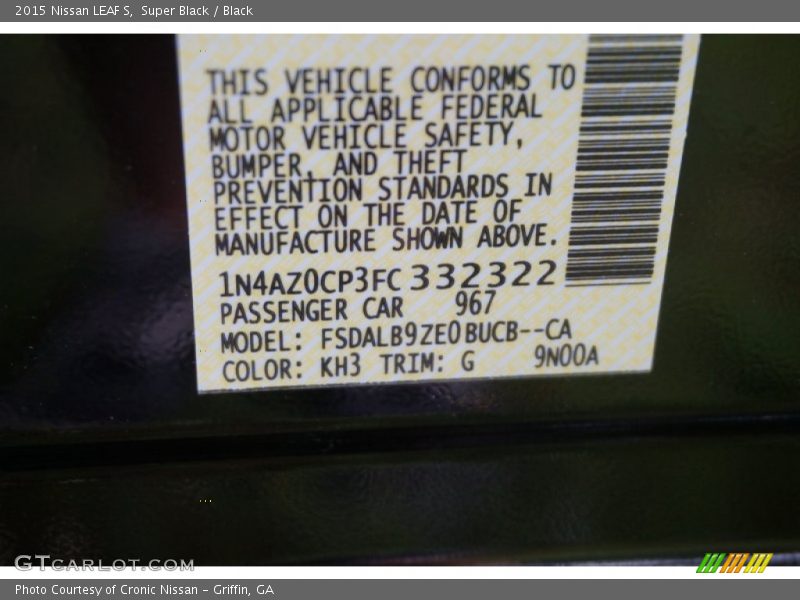 2015 Nissan LEAF S, Super Black / Black
THIS VEHICLE CONFORMS TO
ALL APPLICABLE FEDERAL
MOTOR VEHICLE SAFETY,
BUMPER, AND THEFT
PREVENTION STANDARDS IN
EFFECT ON THE DATE OF
MANUFACTURE SHOWN ABOVE.
1N4AZ0CP3FC332322
PASSENGER CAR 967
MODEL: FSDALB9ZE0BUCB--CA
COLOR: KH3 TRIM: G 9N00A
GTCARLOT.COM
Photo Courtesy of Cronic Nissan - Griffin, GA